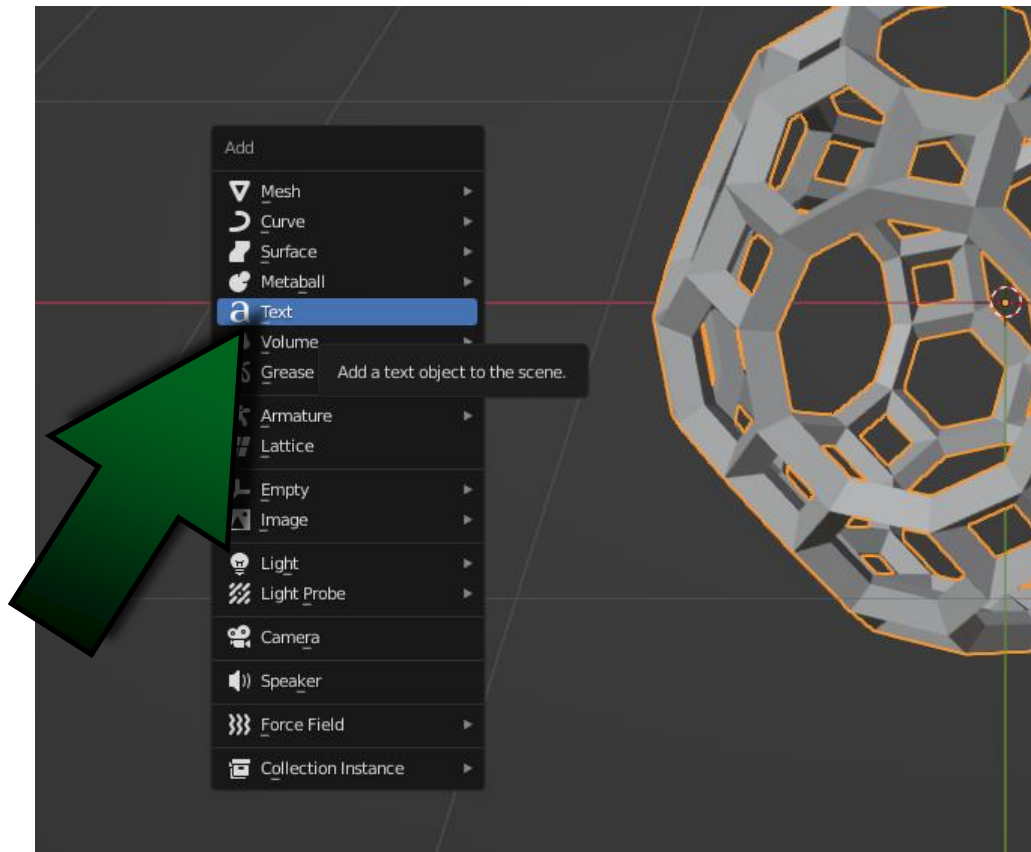 Add
Mesh
Curve
Surface
Metaball
Text
Volume
Grease
Add a text object to the scene.
Armature
Lattice
Empty
Image
Light
Light Probe
Camera
Speaker
Force Field
Collection Instance